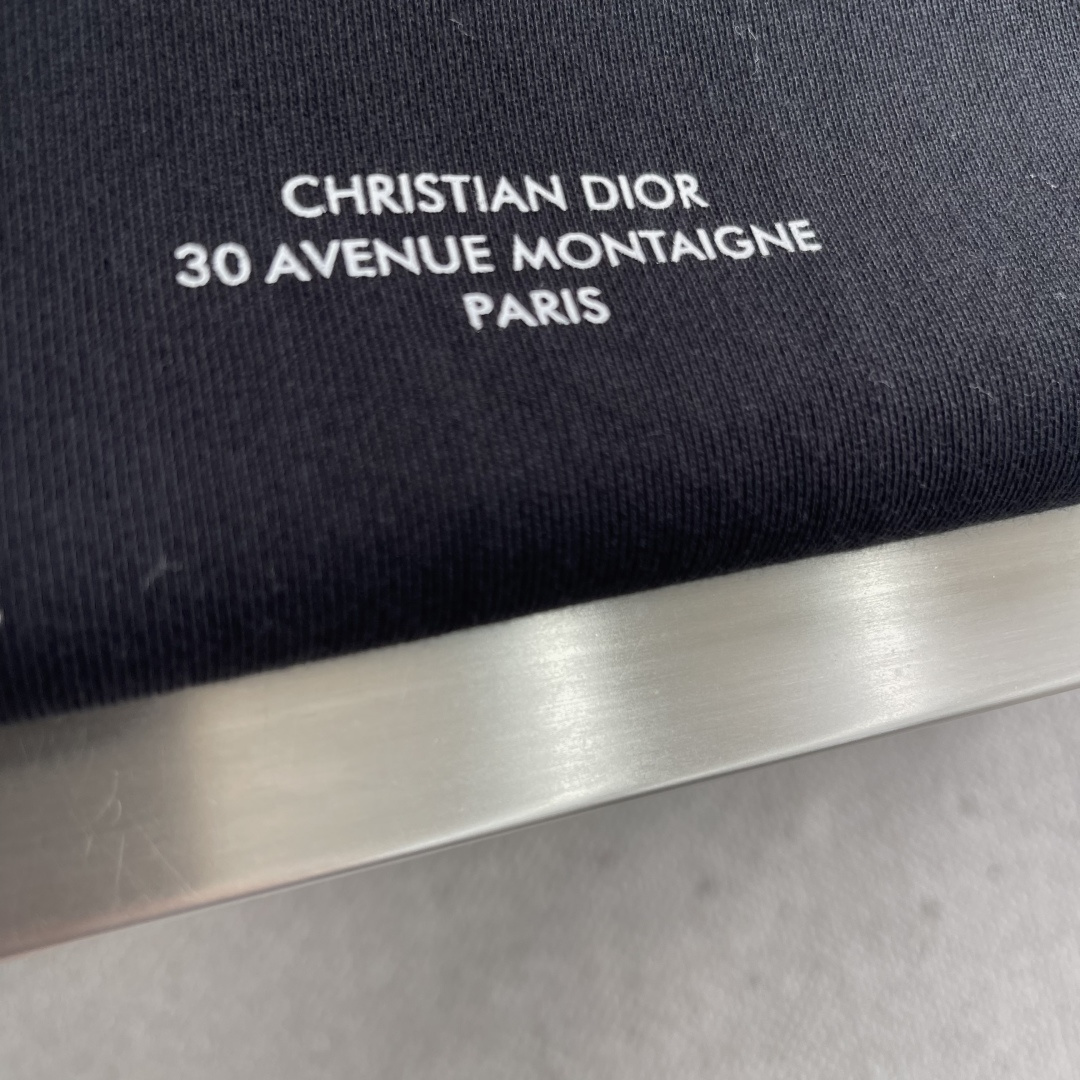 CHRISTIAN DIOR
30 AVENUE MONTAIGNE
PARIS